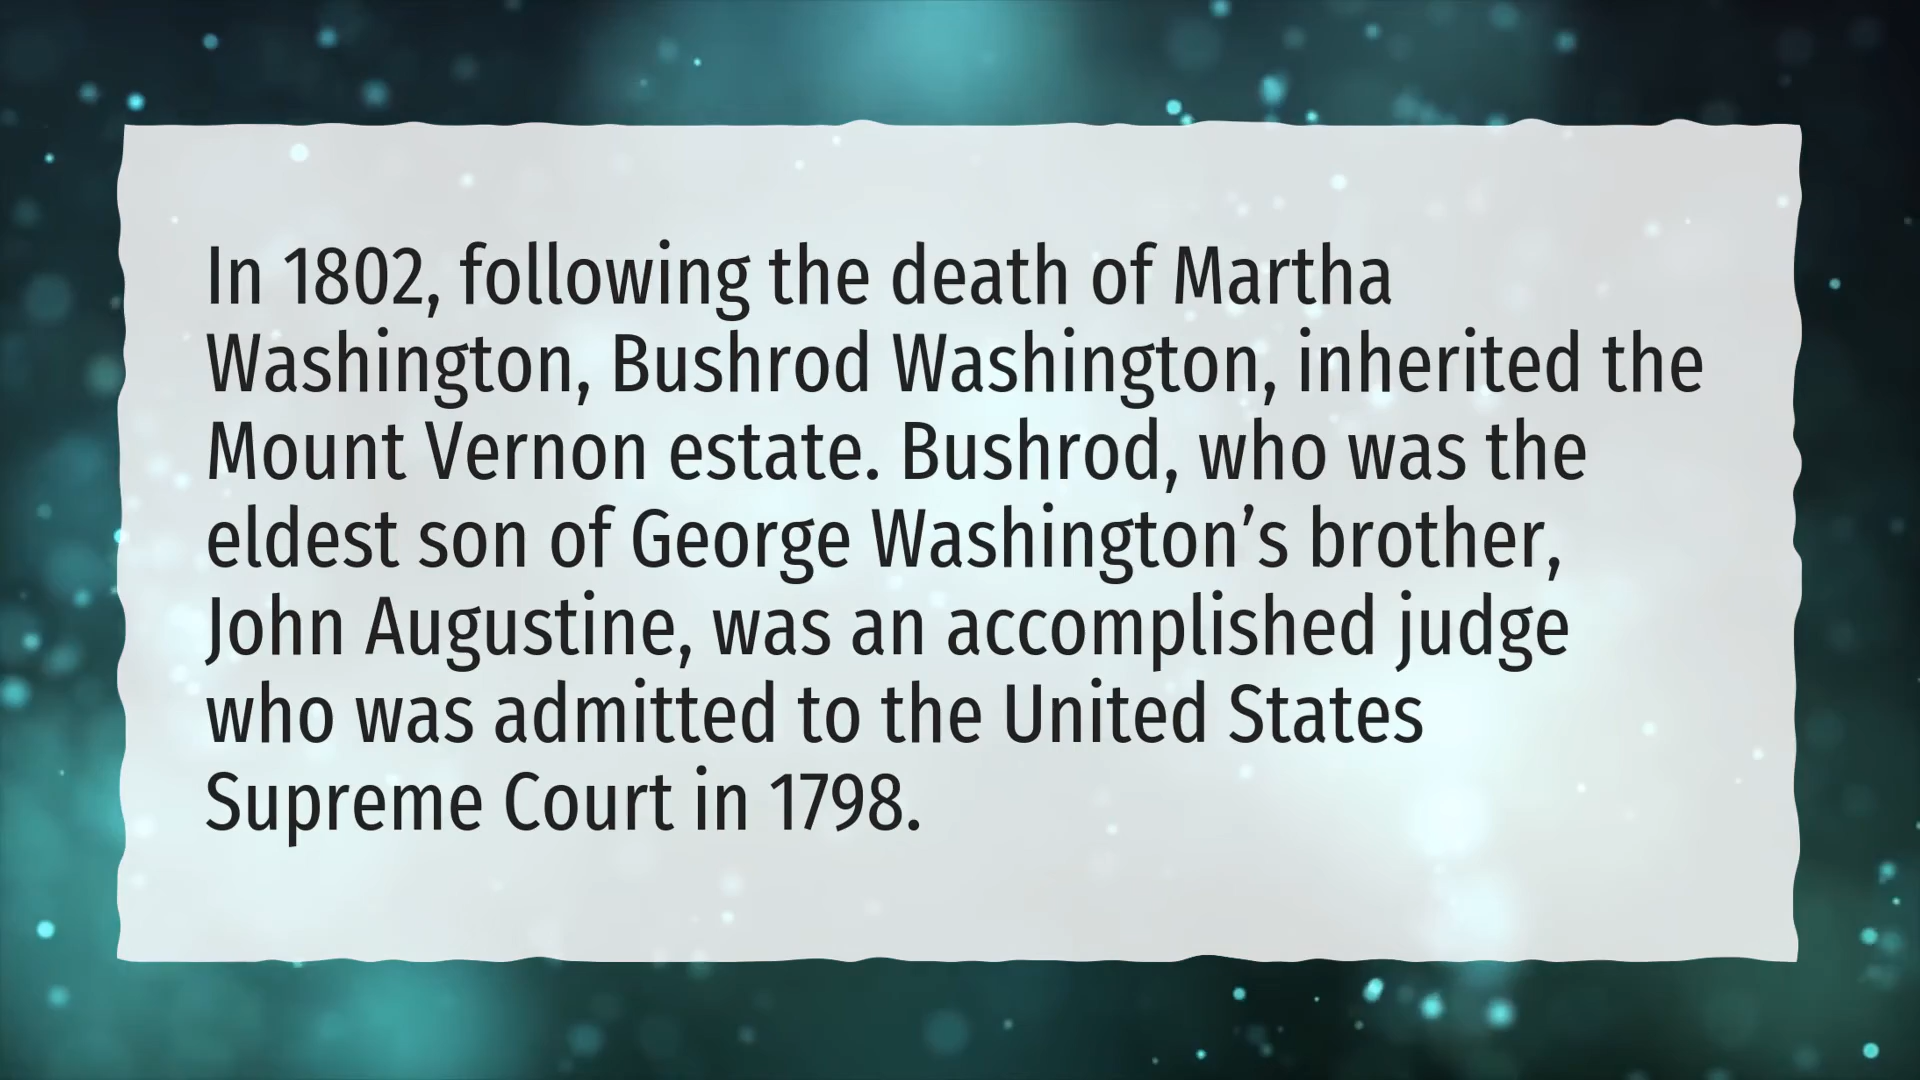 In 1802, following the death of Martha
Washington, Bushrod Washington, inherited the
Mount Vernon estate. Bushrod, who was the
eldest son of George Washington’s brother,
John Augustine, was an accomplished judge
who was admitted to the United States
Supreme Court in 1798.